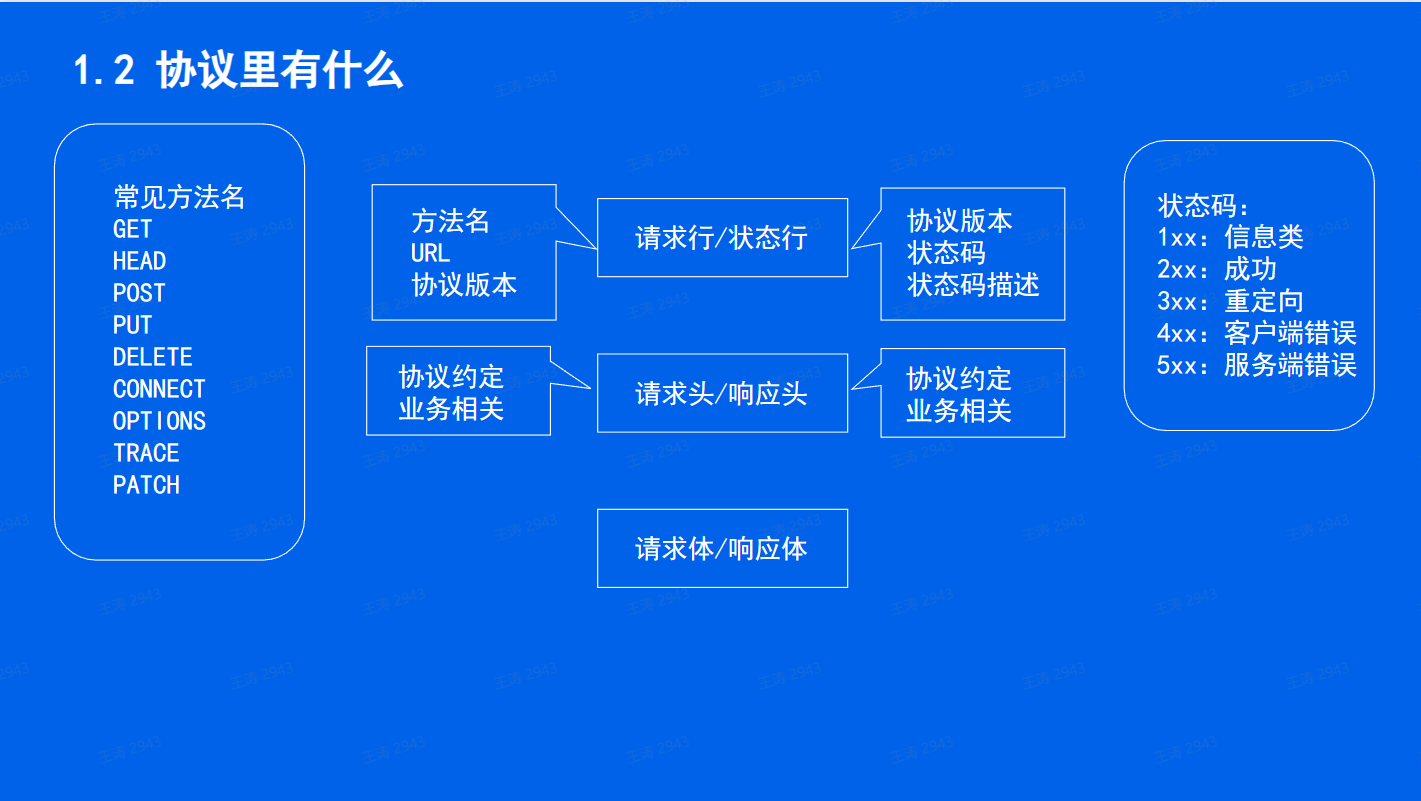 1.2 协议里有什么
常见方法名
GET
HEAD
POST
PUT
DELETE
CONNECT
OPTIONS
TRACE
PATCH
方法名
URL
协议版本
请求行/状态行
协议版本
状态码
状态码描述
协议约定
业务相关
请求头/响应头
协议约定
业务相关
请求体/响应体
状态码:
1xx: 信息类
2xx: 成功
3xx: 重定向
4xx: 客户端错误
5xx: 服务端错误